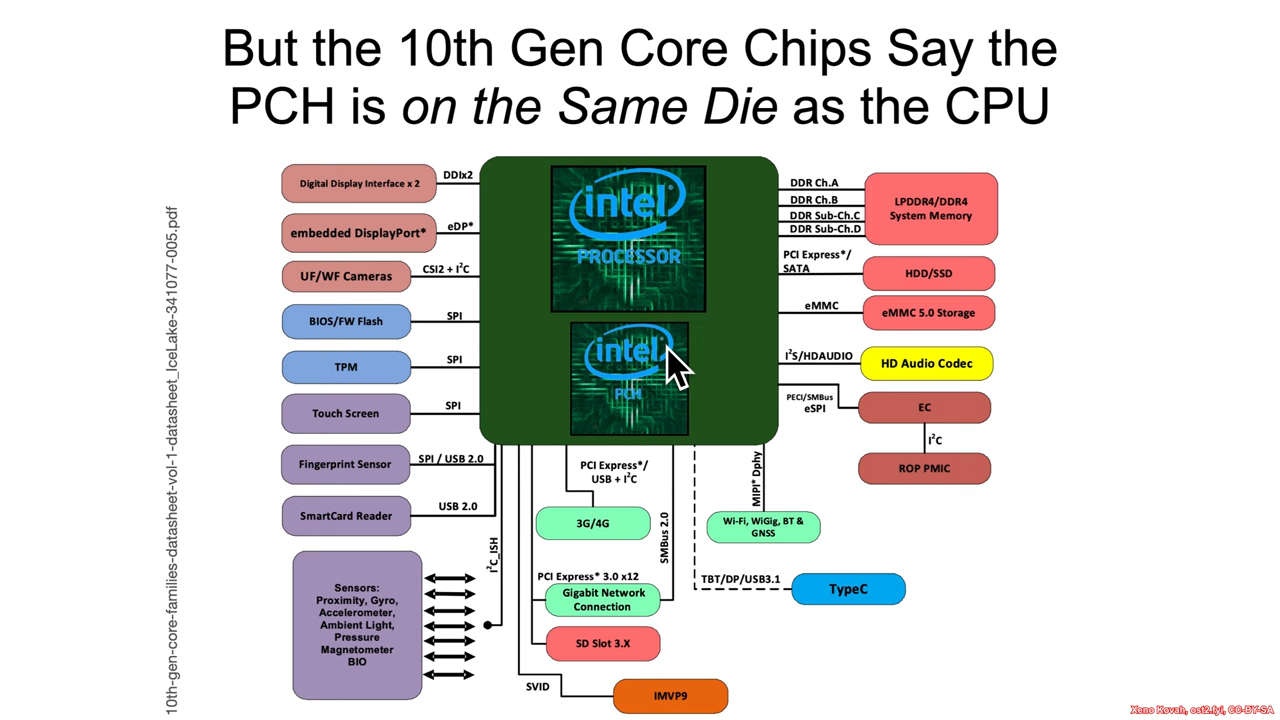 But the 10th Gen Core Chips Say the
PCH is on the Same Die as the CPU
10th-gen-core-families-datasheet-vol-1-datasheet_IceLake-341077-005.pdf
Digital Display Interface x 2
DDIx2
embedded DisplayPort*
eDP*
UF/WF Cameras
CSI2 + I²C
BIOS/FW Flash
SPI
TPM
SPI
Touch Screen
SPI
Fingerprint Sensor
SPI / USB 2.0
SmartCard Reader
USB 2.0
Sensors:
Proximity, Gyro,
Accelerometer,
Ambient Light,
Pressure
Magnetometer
BIO
I²C_ISH
intel
PROCESSOR
intel
PCH
DDR Ch.A
DDR Ch.B
DDR Sub-Ch.C
DDR Sub-Ch.D
LPDDR4/DDR4
System Memory
PCI Express*/
SATA
HDD/SSD
eMMC
eMMC 5.0 Storage
I²S/HDAUDIO
HD Audio Codec
PECI/SMBus
eSPI
EC
I²C
ROP PMIC
PCI Express*/
USB + I²C
3G/4G
SMBus 2.0
MIPI* Dphy
Wi-Fi, WiGig, BT &
GNSS
PCI Express* 3.0 x12
Gigabit Network
Connection
TBT/DP/USB3.1
TypeC
SD Slot 3.X
SVID
IMVP9
Xeno Kovah, ost2.fyi, CC-BY-SA